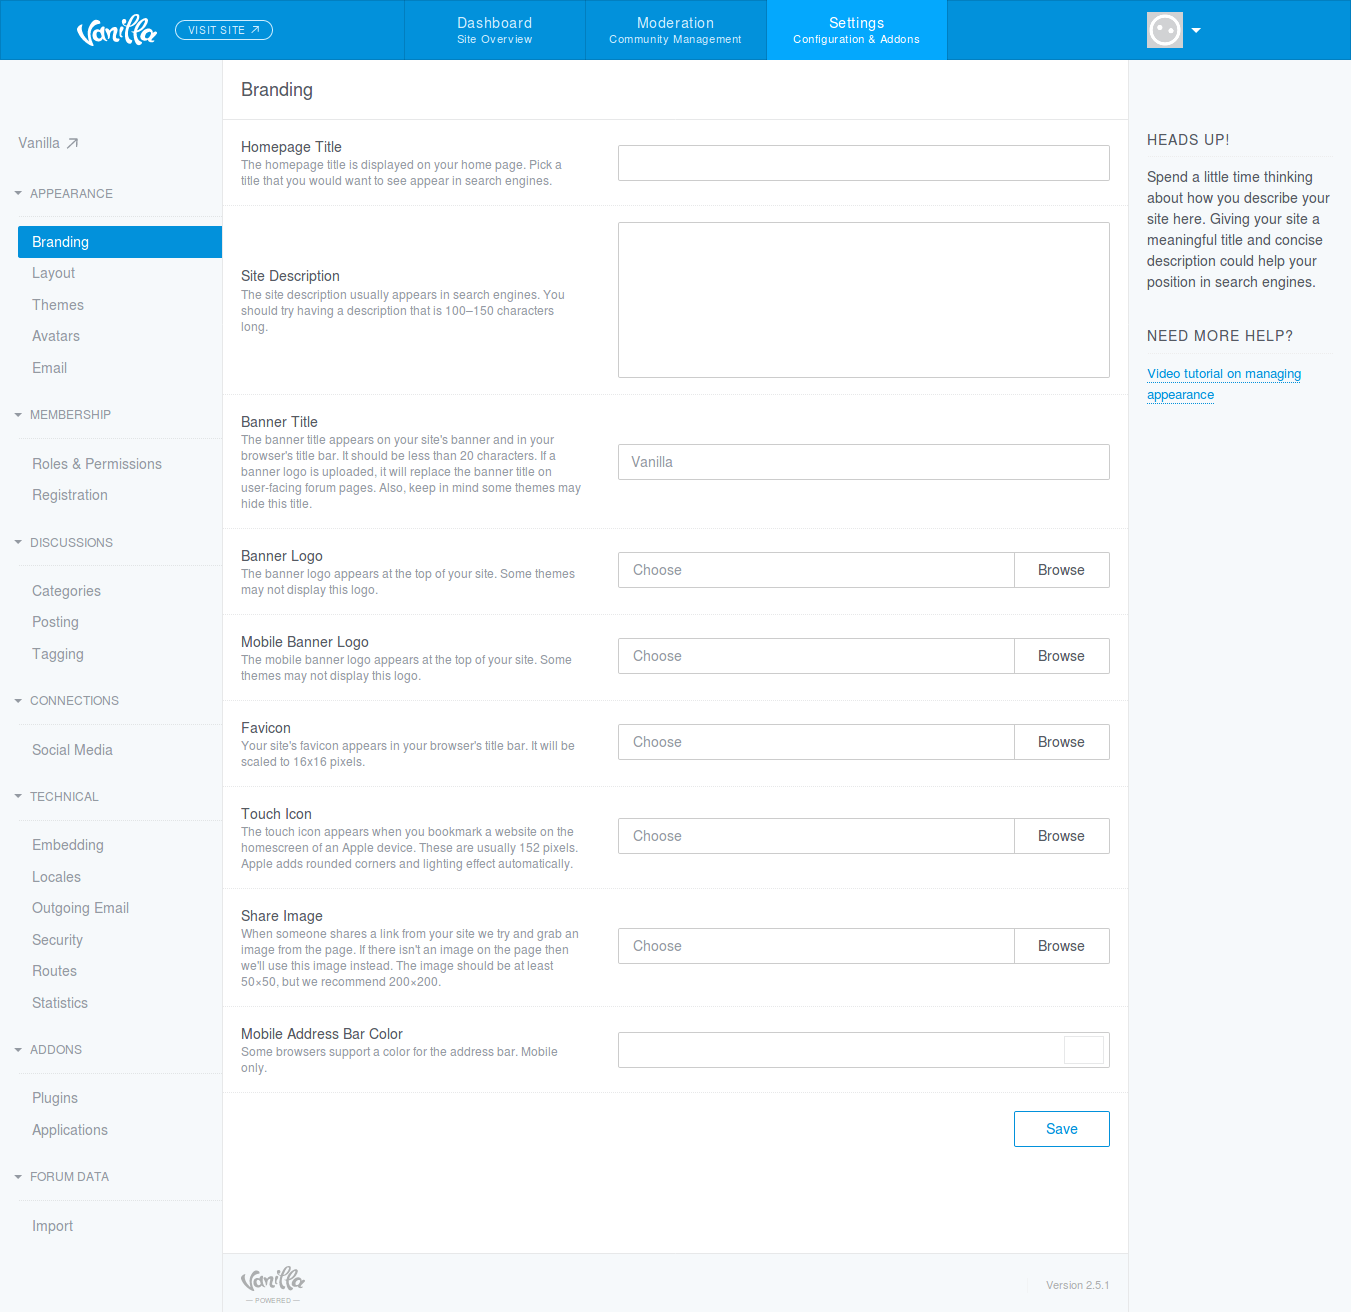 Vanilla
VISIT SITE
Dashboard
Site Overview
Moderation
Community Management
Settings
Configuration & Addons
Vanilla
APPEARANCE
Branding
Layout
Themes
Avatars
Email
MEMBERSHIP
Roles & Permissions
Registration
DISCUSSIONS
Categories
Posting
Tagging
CONNECTIONS
Social Media
TECHNICAL
Embedding
Locales
Outgoing Email
Security
Routes
Statistics
ADDONS
Plugins
Applications
FORUM DATA
Import
Branding
Homepage Title
The homepage title is displayed on your home page. Pick a
title that you would want to see appear in search engines.
Site Description
The site description usually appears in search engines. You
should try having a description that is 100–150 characters
long.
Banner Title
The banner title appears on your site's banner and in your
browser's title bar. It should be less than 20 characters. If a
banner logo is uploaded, it will replace the banner title on
user-facing forum pages. Also, keep in mind some themes may
hide this title.
Vanilla
Banner Logo
The banner logo appears at the top of your site. Some themes
may not display this logo.
Choose
Browse
Mobile Banner Logo
The mobile banner logo appears at the top of your site. Some
themes may not display this logo.
Choose
Browse
Favicon
Your site's favicon appears in your browser's title bar. It will be
scaled to 16x16 pixels.
Choose
Browse
Touch Icon
The touch icon appears when you bookmark a website on the
homescreen of an Apple device. These are usually 152 pixels.
Apple adds rounded corners and lighting effect automatically.
Choose
Browse
Share Image
When someone shares a link from your site we try and grab an
image from the page. If there isn't an image on the page then
we'll use this image instead. The image should be at least
50×50, but we recommend 200×200.
Choose
Browse
Mobile Address Bar Color
Some browsers support a color for the address bar. Mobile
only.
Save
Vanilla
— POWERED —
Version 2.5.1
HEADS UP!
Spend a little time thinking
about how you describe your
site here. Giving your site a
meaningful title and concise
description could help your
position in search engines.
NEED MORE HELP?
Video tutorial on managing
appearance